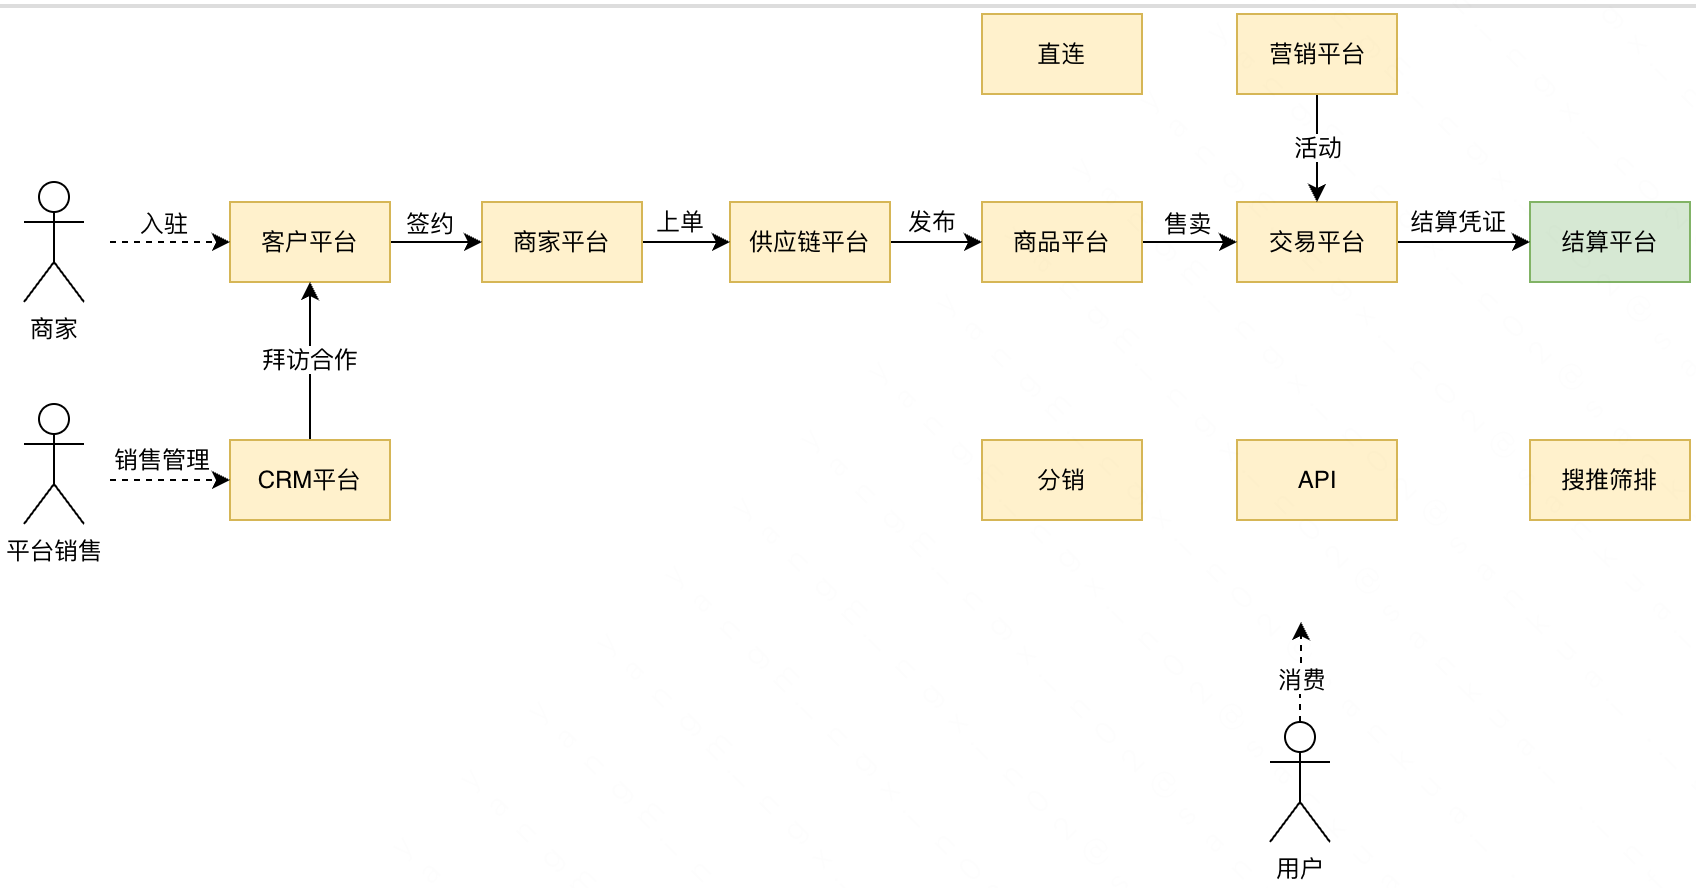 直连
营销平台
活动
入驻
客户平台
签约
商家平台
上单
供应链平台
发布
商品平台
售卖
交易平台
结算凭证
结算平台
商家
拜访合作
销售管理
CRM平台
分销
API
搜推筛排
平台销售
消费
用户